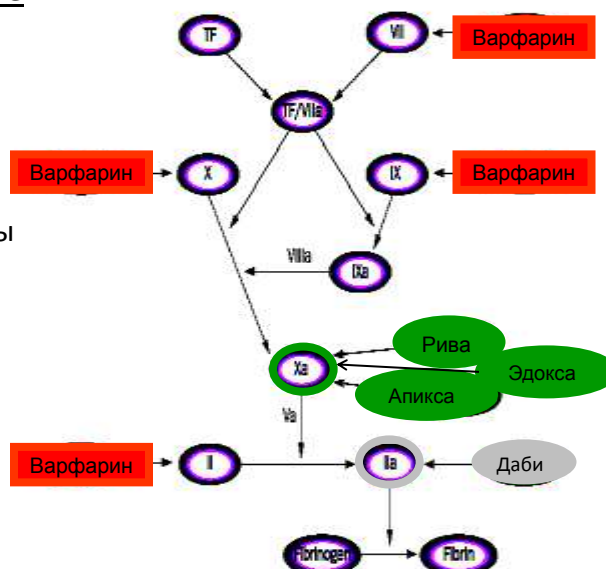 TF
VII
Варфарин
TF/VIIa
Варфарин
X
IX
Варфарин
ы
VIIIa
IXa
Рива
Xa
Эдокса
Апикса
Va
Варфарин
II
IIa
Даби
Fibrinogen
Fibrin